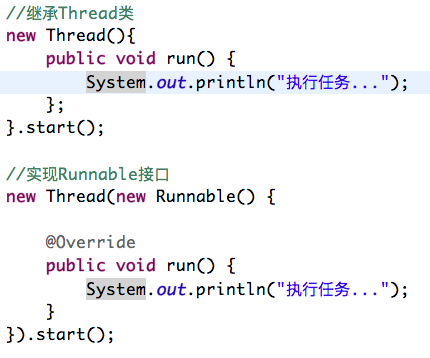 //继承Thread类
new Thread(){
    public void run() {
        System.out.println("执行任务...");
    };
}.start();

//实现Runnable接口
new Thread(new Runnable() {

    @Override
    public void run() {
        System.out.println("执行任务...");
    }
}).start();